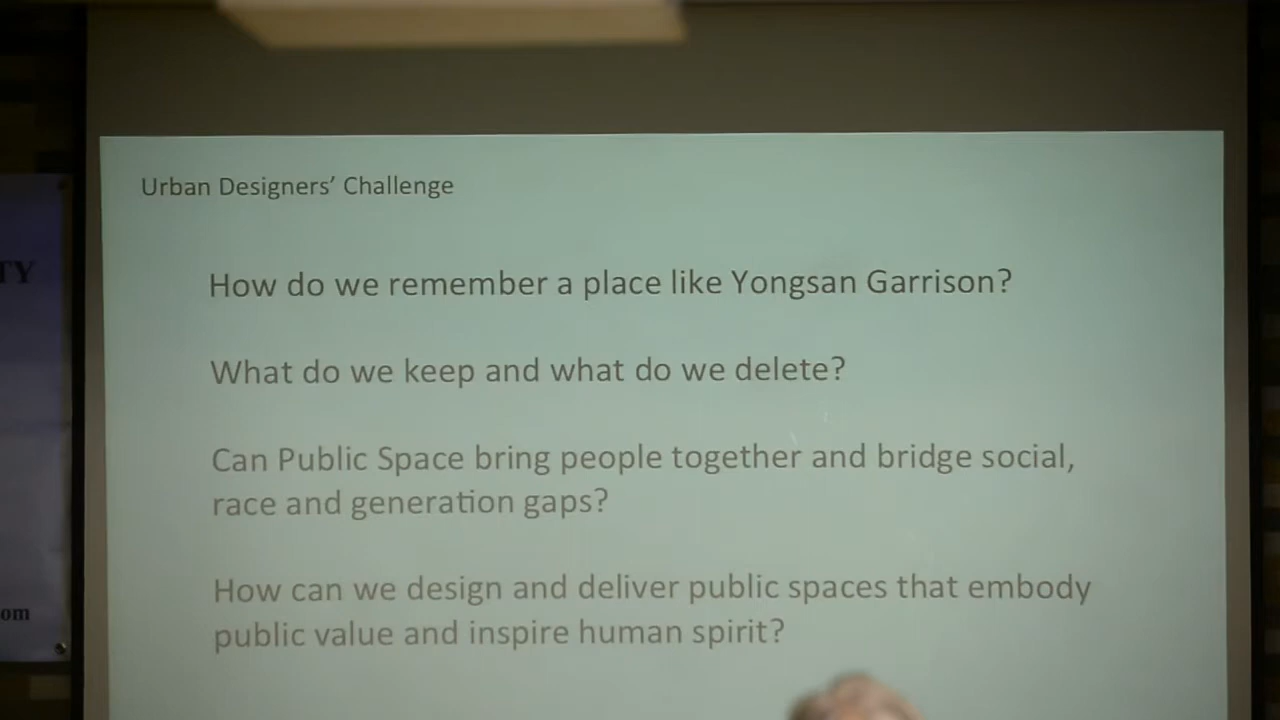 Urban Designers’ Challenge
How do we remember a place like Yongsan Garrison?
What do we keep and what do we delete?
Can Public Space bring people together and bridge social,
race and generation gaps?
How can we design and deliver public spaces that embody
public value and inspire human spirit?
TY
om